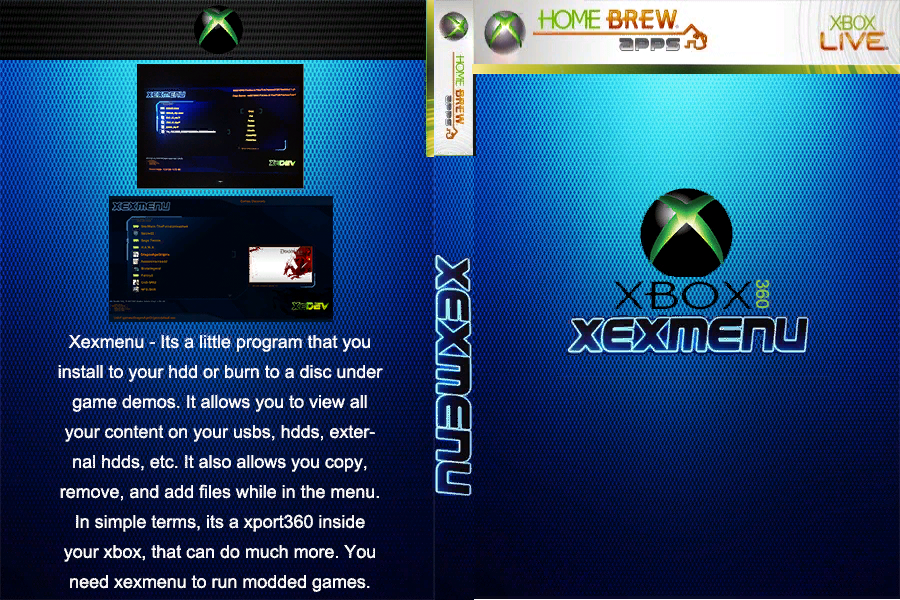 XEXMENU
XeDEV
XEXMENU
XeDEV
Xexmenu - Its a little program that you
install to your hdd or burn to a disc under
game demos. It allows you to view all
your content on your usbs, hdds, exter-
nal hdds, etc. It also allows you copy,
remove, and add files while in the menu.
In simple terms, its a xport360 inside
your xbox, that can do much more. You
need xexmenu to run modded games.
HOME BREW
apps
XEXMENU
HOME BREW
apps
XBOX
LIVE
XBOX 360
XEXMENU